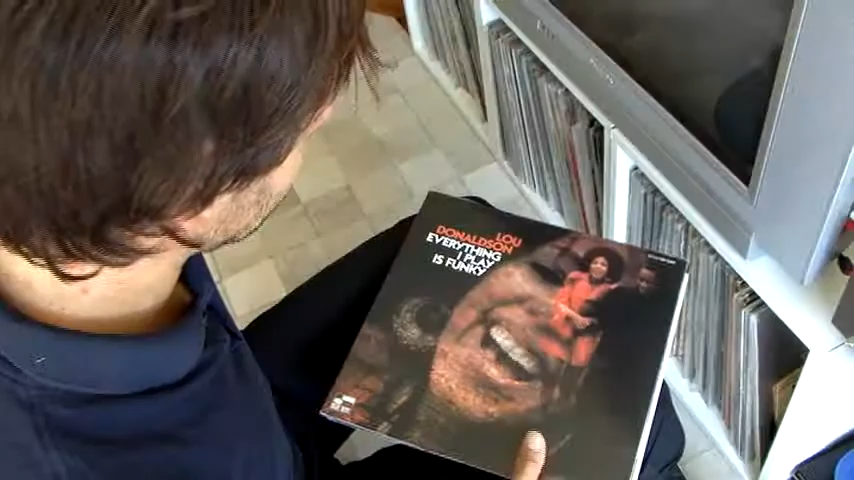 LOU
DONALDSON
EVERYTHING
I PLAY
IS FUNKY